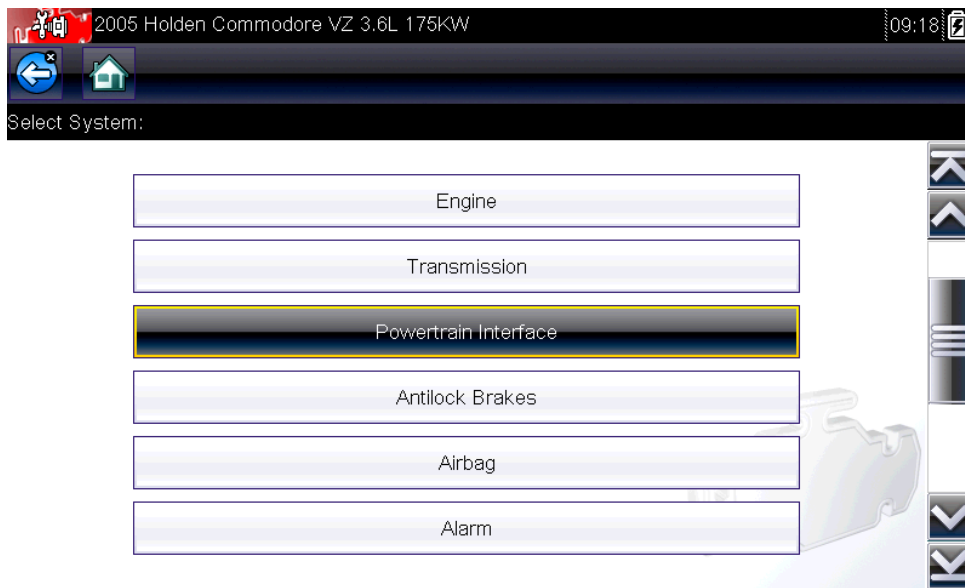 2005 Holden Commodore VZ 3.6L 175KW
09:18
Select System:
Engine
Transmission
Powertrain Interface
Antilock Brakes
Airbag
Alarm